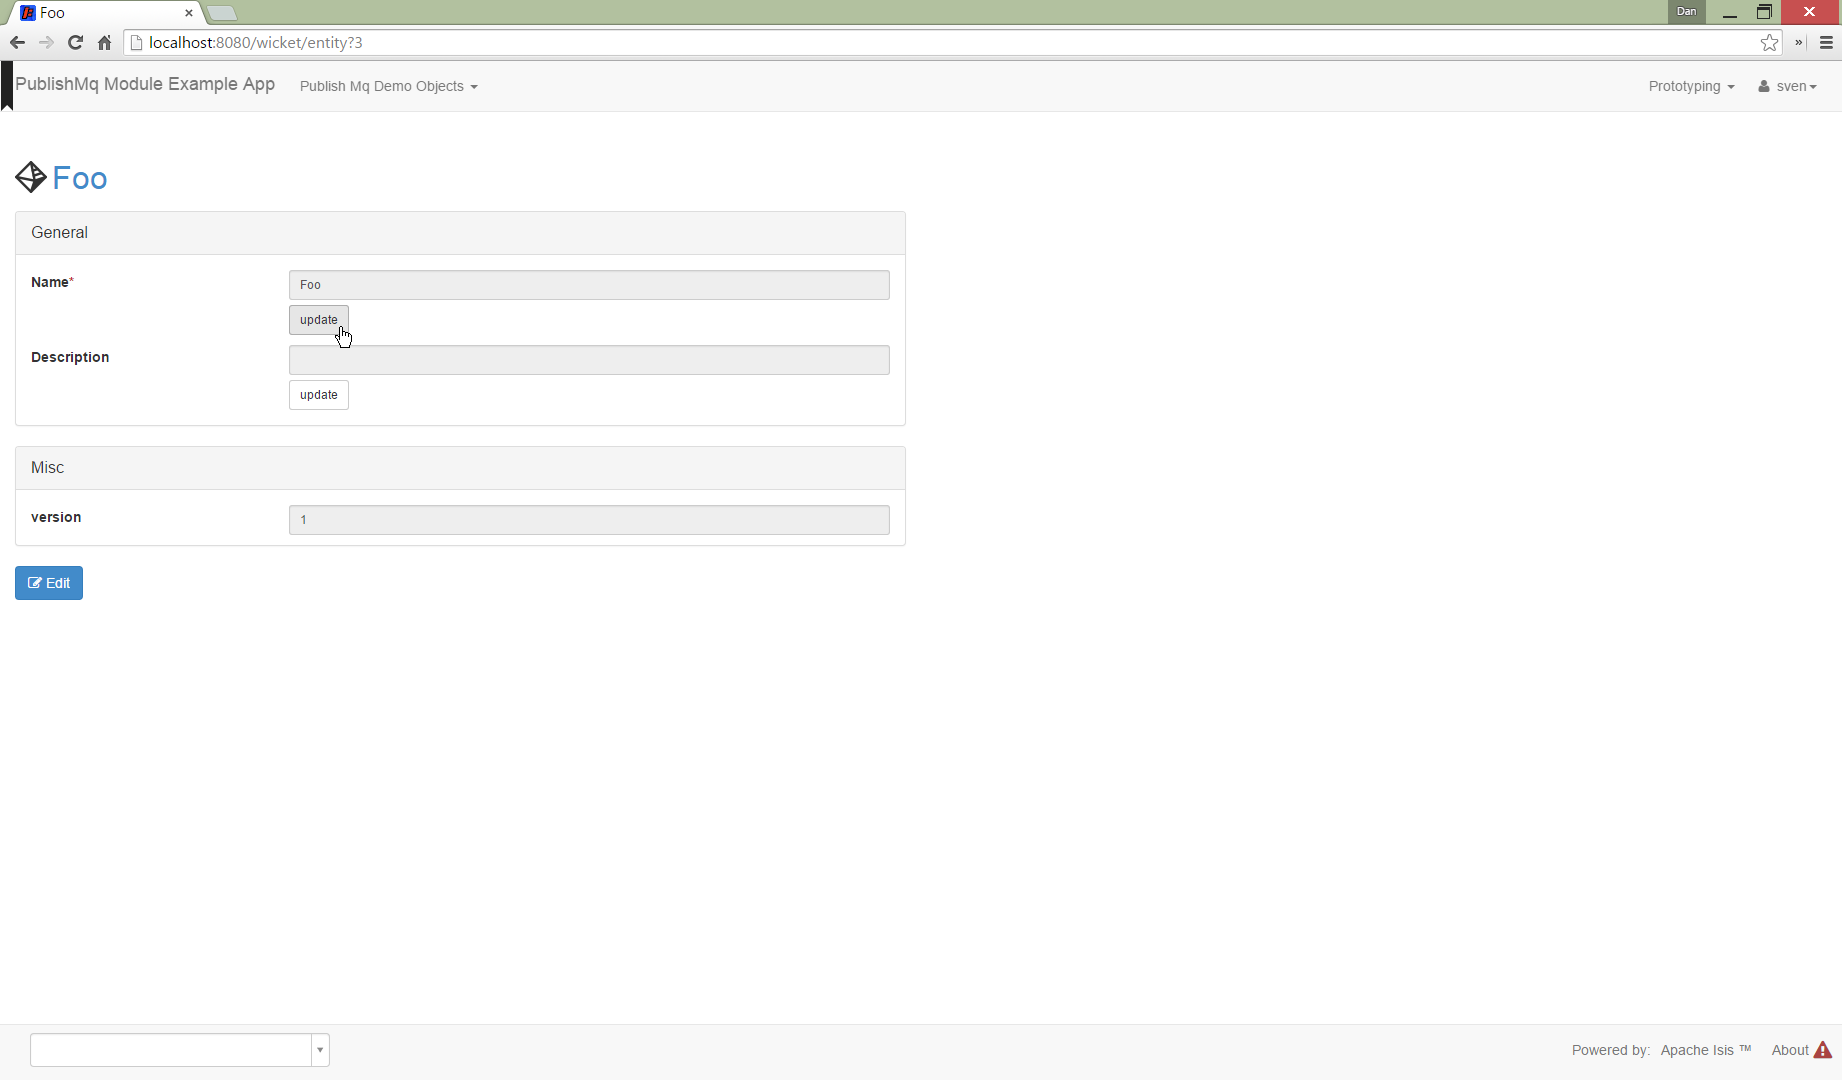 Foo
Dan
localhost:8080/wicket/entity?3
PublishMq Module Example App
Publish Mq Demo Objects
Prototyping
sven
Foo
General
Name*
Foo
update
Description
update
Misc
version
1
Edit
Powered by: Apache Isis ™ About